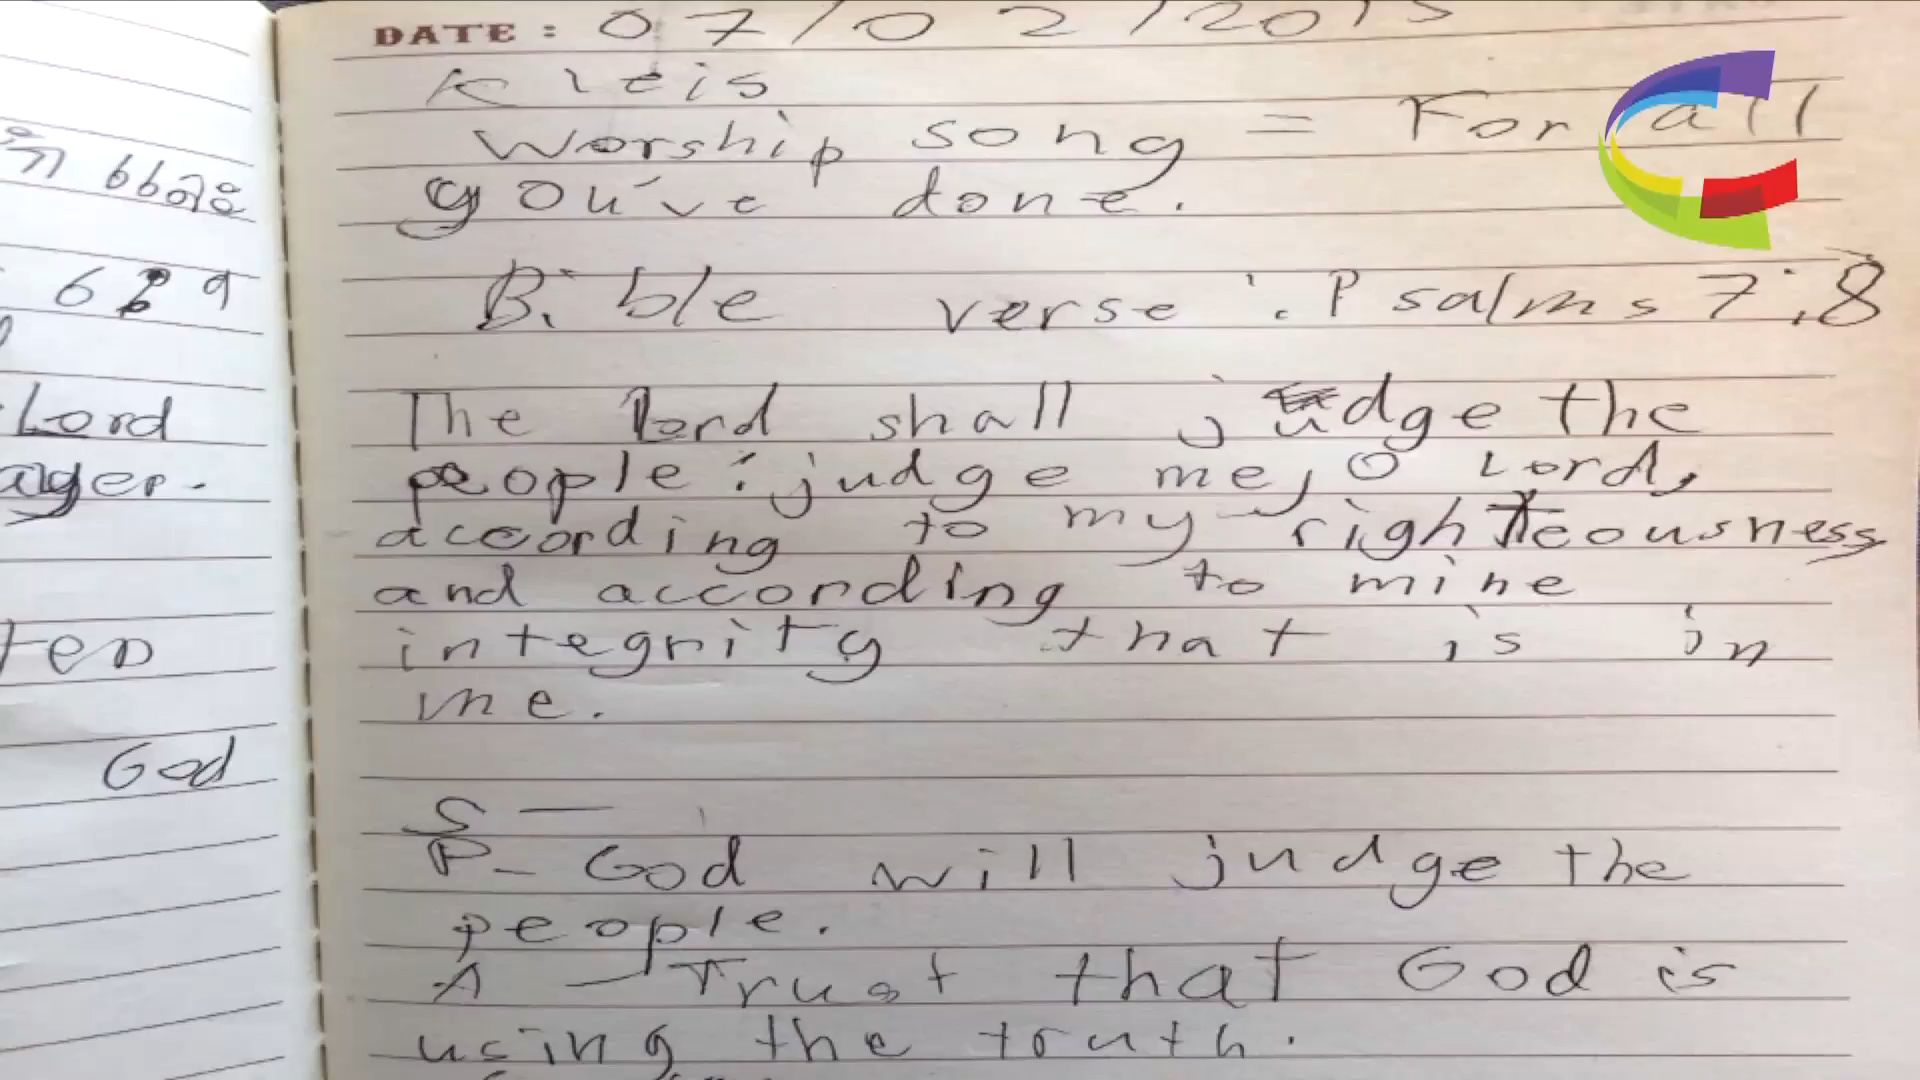 Lord
ager.
God
DATE : 07/02/201
Kleis
Worship song = For all
you've done.
Bible verse : Psalms 7:8
The lord shall judge the
people : judge me, O Lord,
according to my righteousness
and according to mine
integrity that is in
me.
S —
P - God will judge the
people.
A - Trust that God is
using the truth.